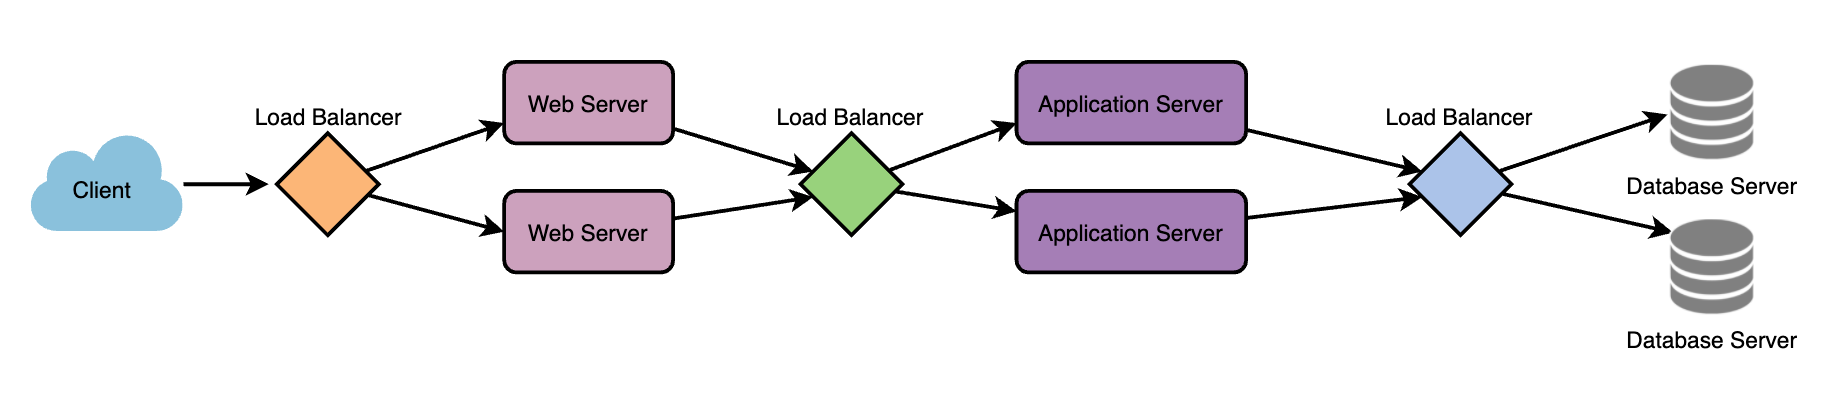 Client
Load Balancer
Web Server
Web Server
Load Balancer
Application Server
Application Server
Load Balancer
Database Server
Database Server